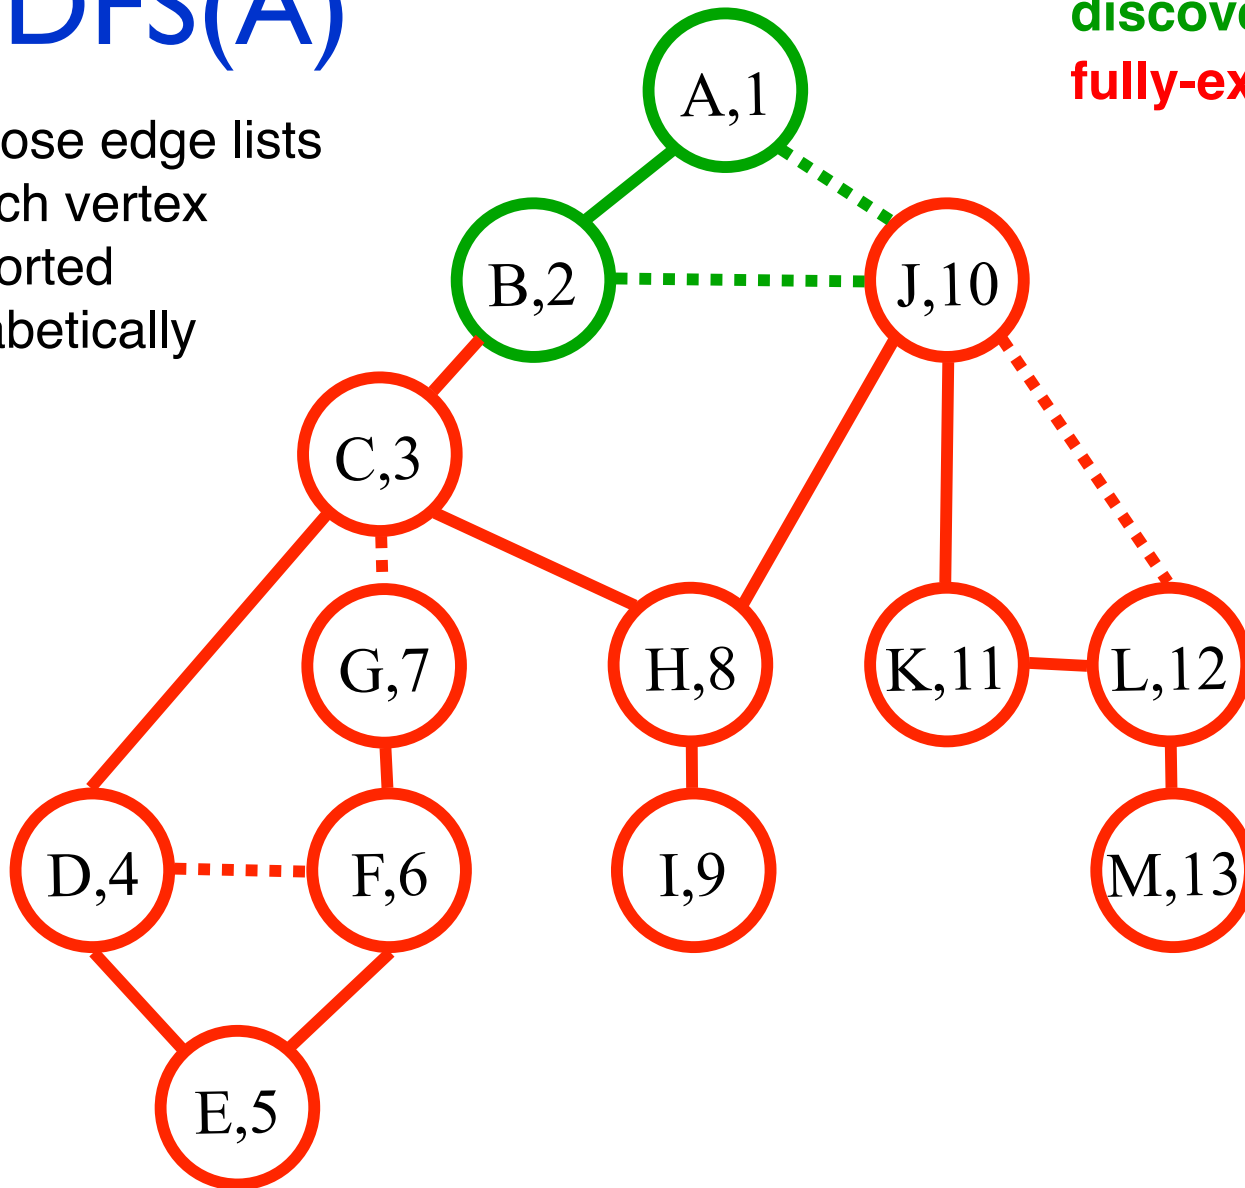 DFS(A)
discove
fully-ex
ose edge lists
ch vertex
orted
abetically
A,1
B,2
J,10
C,3
G,7
H,8
K,11
L,12
D,4
F,6
I,9
M,13
E,5